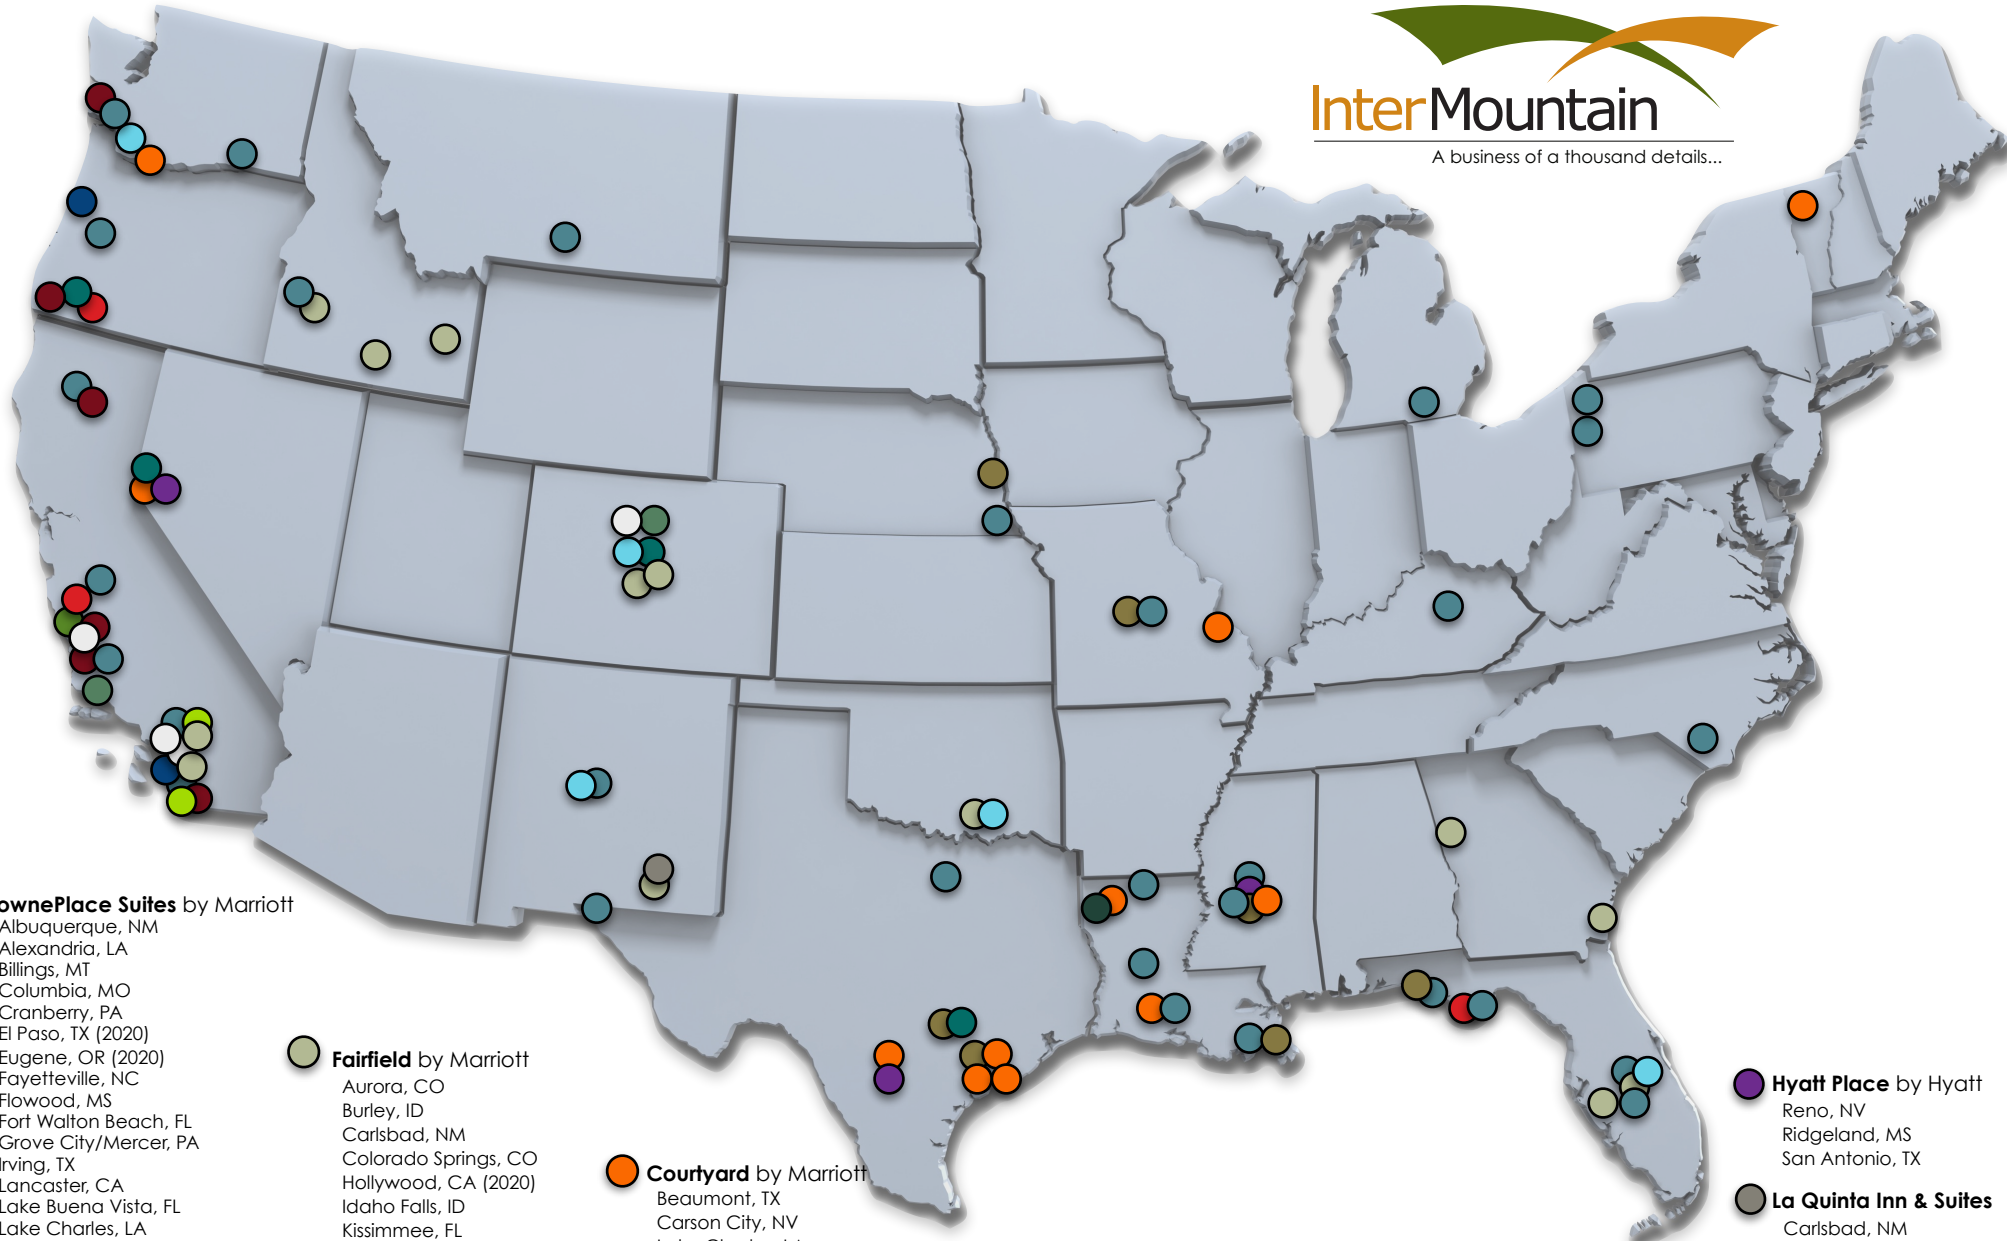 InterMountain
A business of a thousand details...
ownePlace Suites by Marriott
Albuquerque, NM
Alexandria, LA
Billings, MT
Columbia, MO
Cranberry, PA
El Paso, TX (2020)
Eugene, OR (2020)
Fayetteville, NC
Flowood, MS
Fort Walton Beach, FL
Grove City/Mercer, PA
Irving, TX
Lancaster, CA
Lake Buena Vista, FL
Lake Charles, LA
Fairfield by Marriott
Aurora, CO
Burley, ID
Carlsbad, NM
Colorado Springs, CO
Hollywood, CA (2020)
Idaho Falls, ID
Kissimmee, FL
Courtyard by Marriott
Beaumont, TX
Carson City, NV
Hyatt Place by Hyatt
Reno, NV
Ridgeland, MS
San Antonio, TX
La Quinta Inn & Suites
Carlsbad, NM